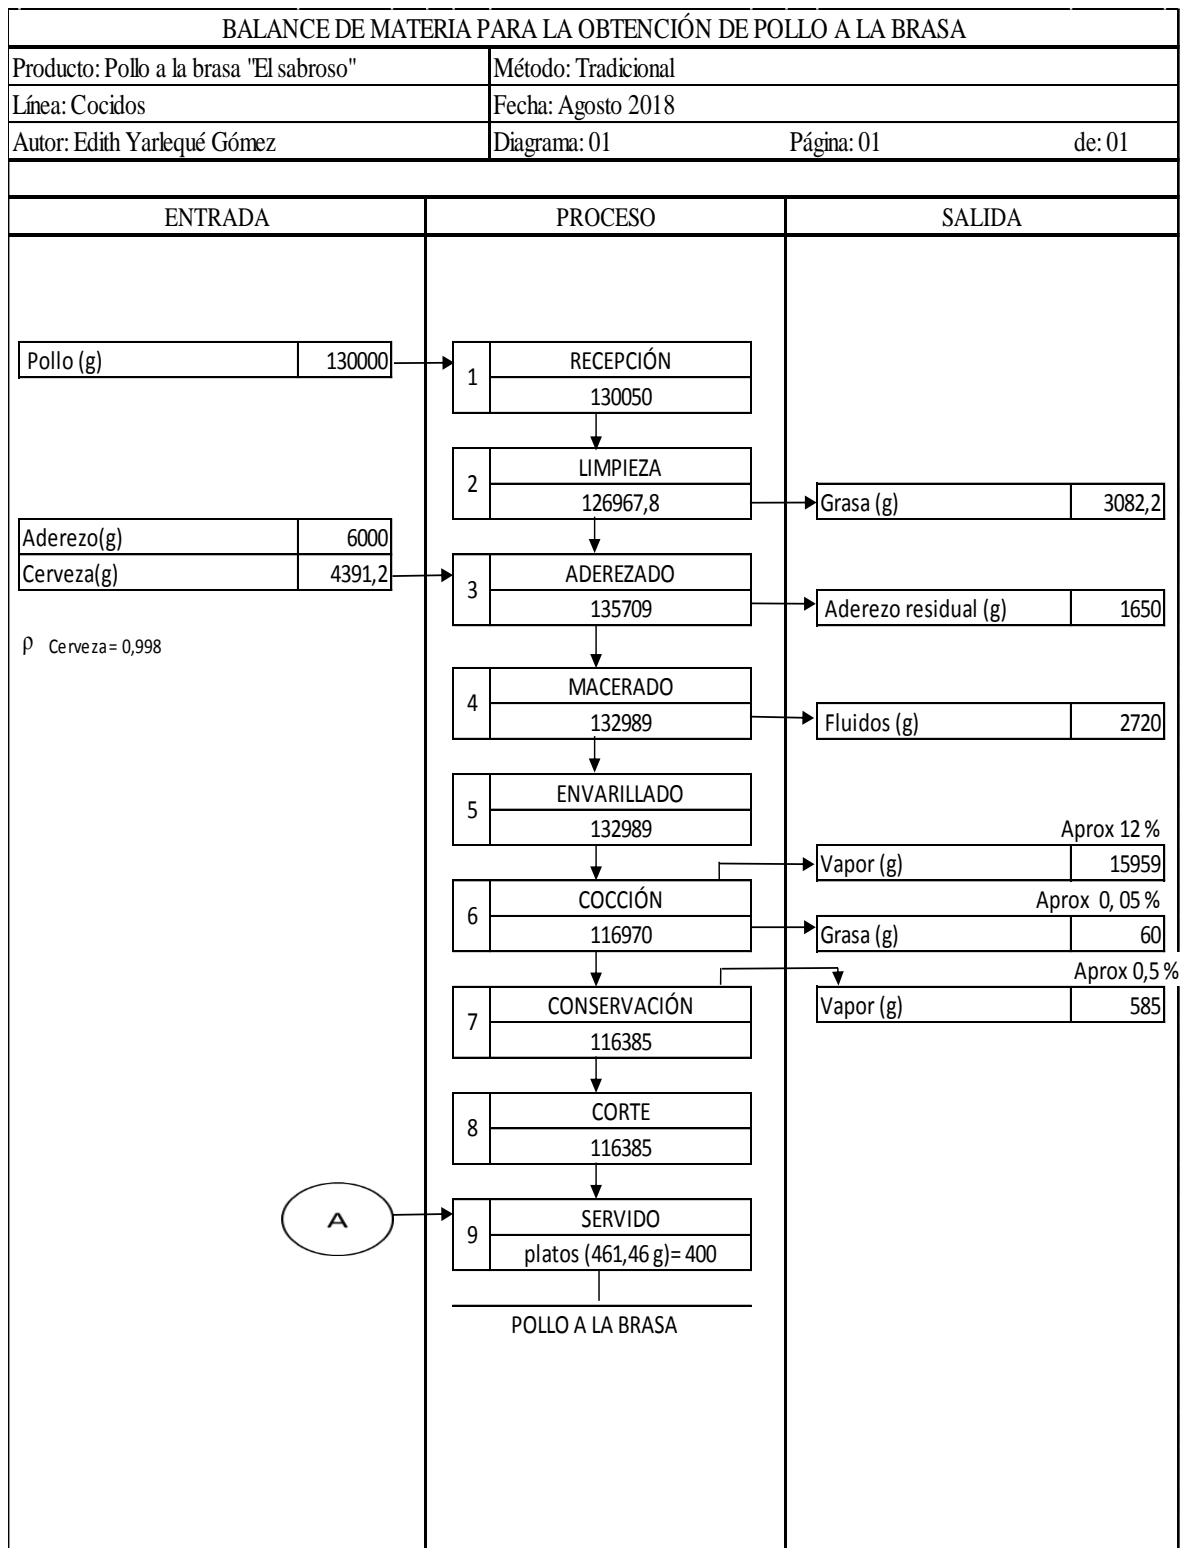 BALANCE DE MATERIA PARA LA OBTENCIÓN DE POLLO A LA BRASA
Producto: Pollo a la brasa "El sabroso" Método: Tradicional
Línea: Cocidos Fecha: Agosto 2018
Autor: Edith Yarlequé Gómez Diagrama: 01 Página: 01 de: 01
ENTRADA PROCESO SALIDA
Pollo (g) 130000
1 RECEPCIÓN
130050
2 LIMPIEZA
126967,8
Grasa (g) 3082,2
Aderezo(g) 6000
Cerveza(g) 4391,2
3 ADEREZADO
135709
Aderezo residual (g) 1650
ρ Cerveza= 0,998
4 MACERADO
132989
Fluidos (g) 2720
5 ENVARILLADO
132989
Aprox 12 %
Vapor (g) 15959
6 COCCIÓN
116970
Aprox 0, 05 %
Grasa (g) 60
Aprox 0,5 %
7 CONSERVACIÓN
116385
Vapor (g) 585
8 CORTE
116385
A
9 SERVIDO
platos (461,46 g)= 400
POLLO A LA BRASA